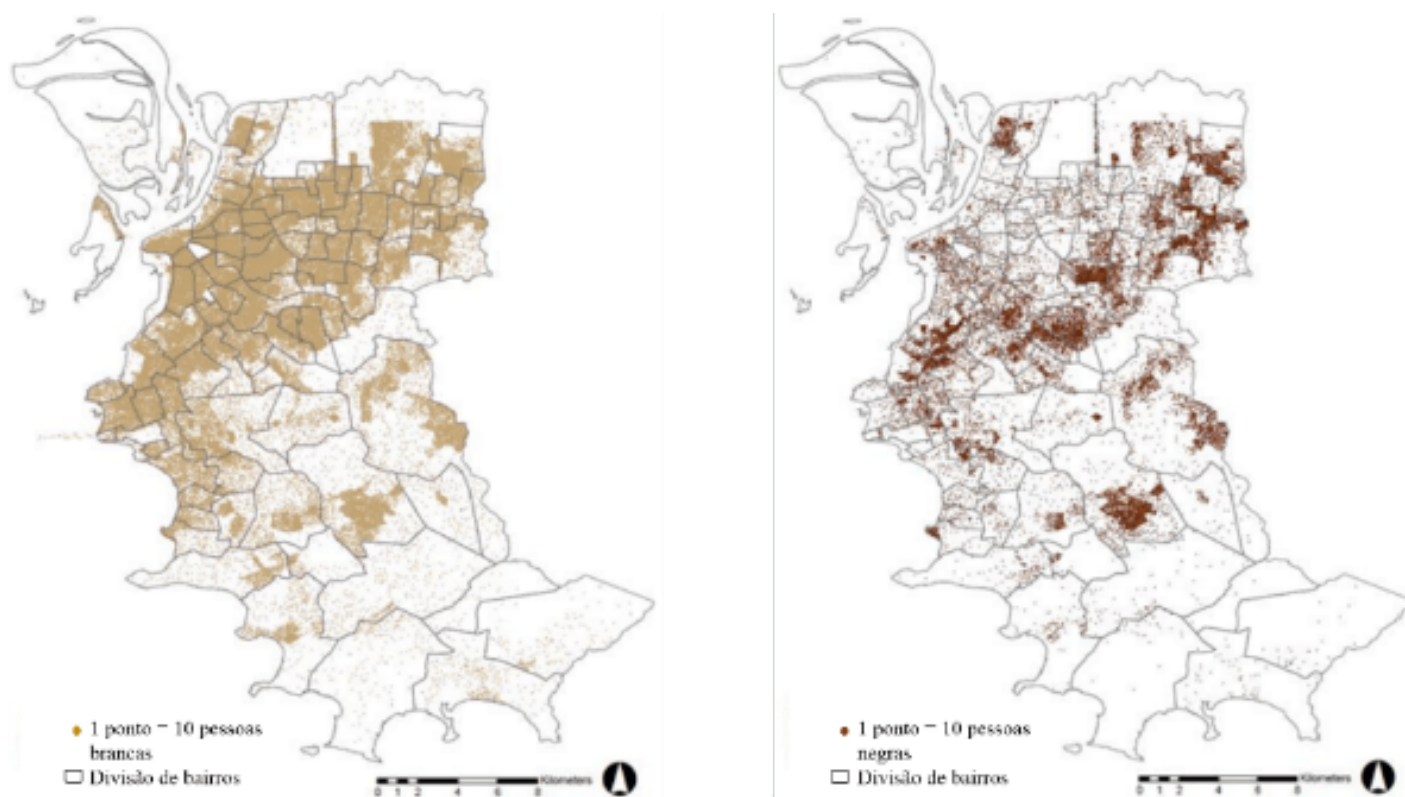 1 ponto = 10 pessoas
brancas
Divisão de bairros
Kilometers
0 1 2 4 6 8
1 ponto = 10 pessoas
negras
Divisão de bairros
Kilometers
0 1 2 4 6 8